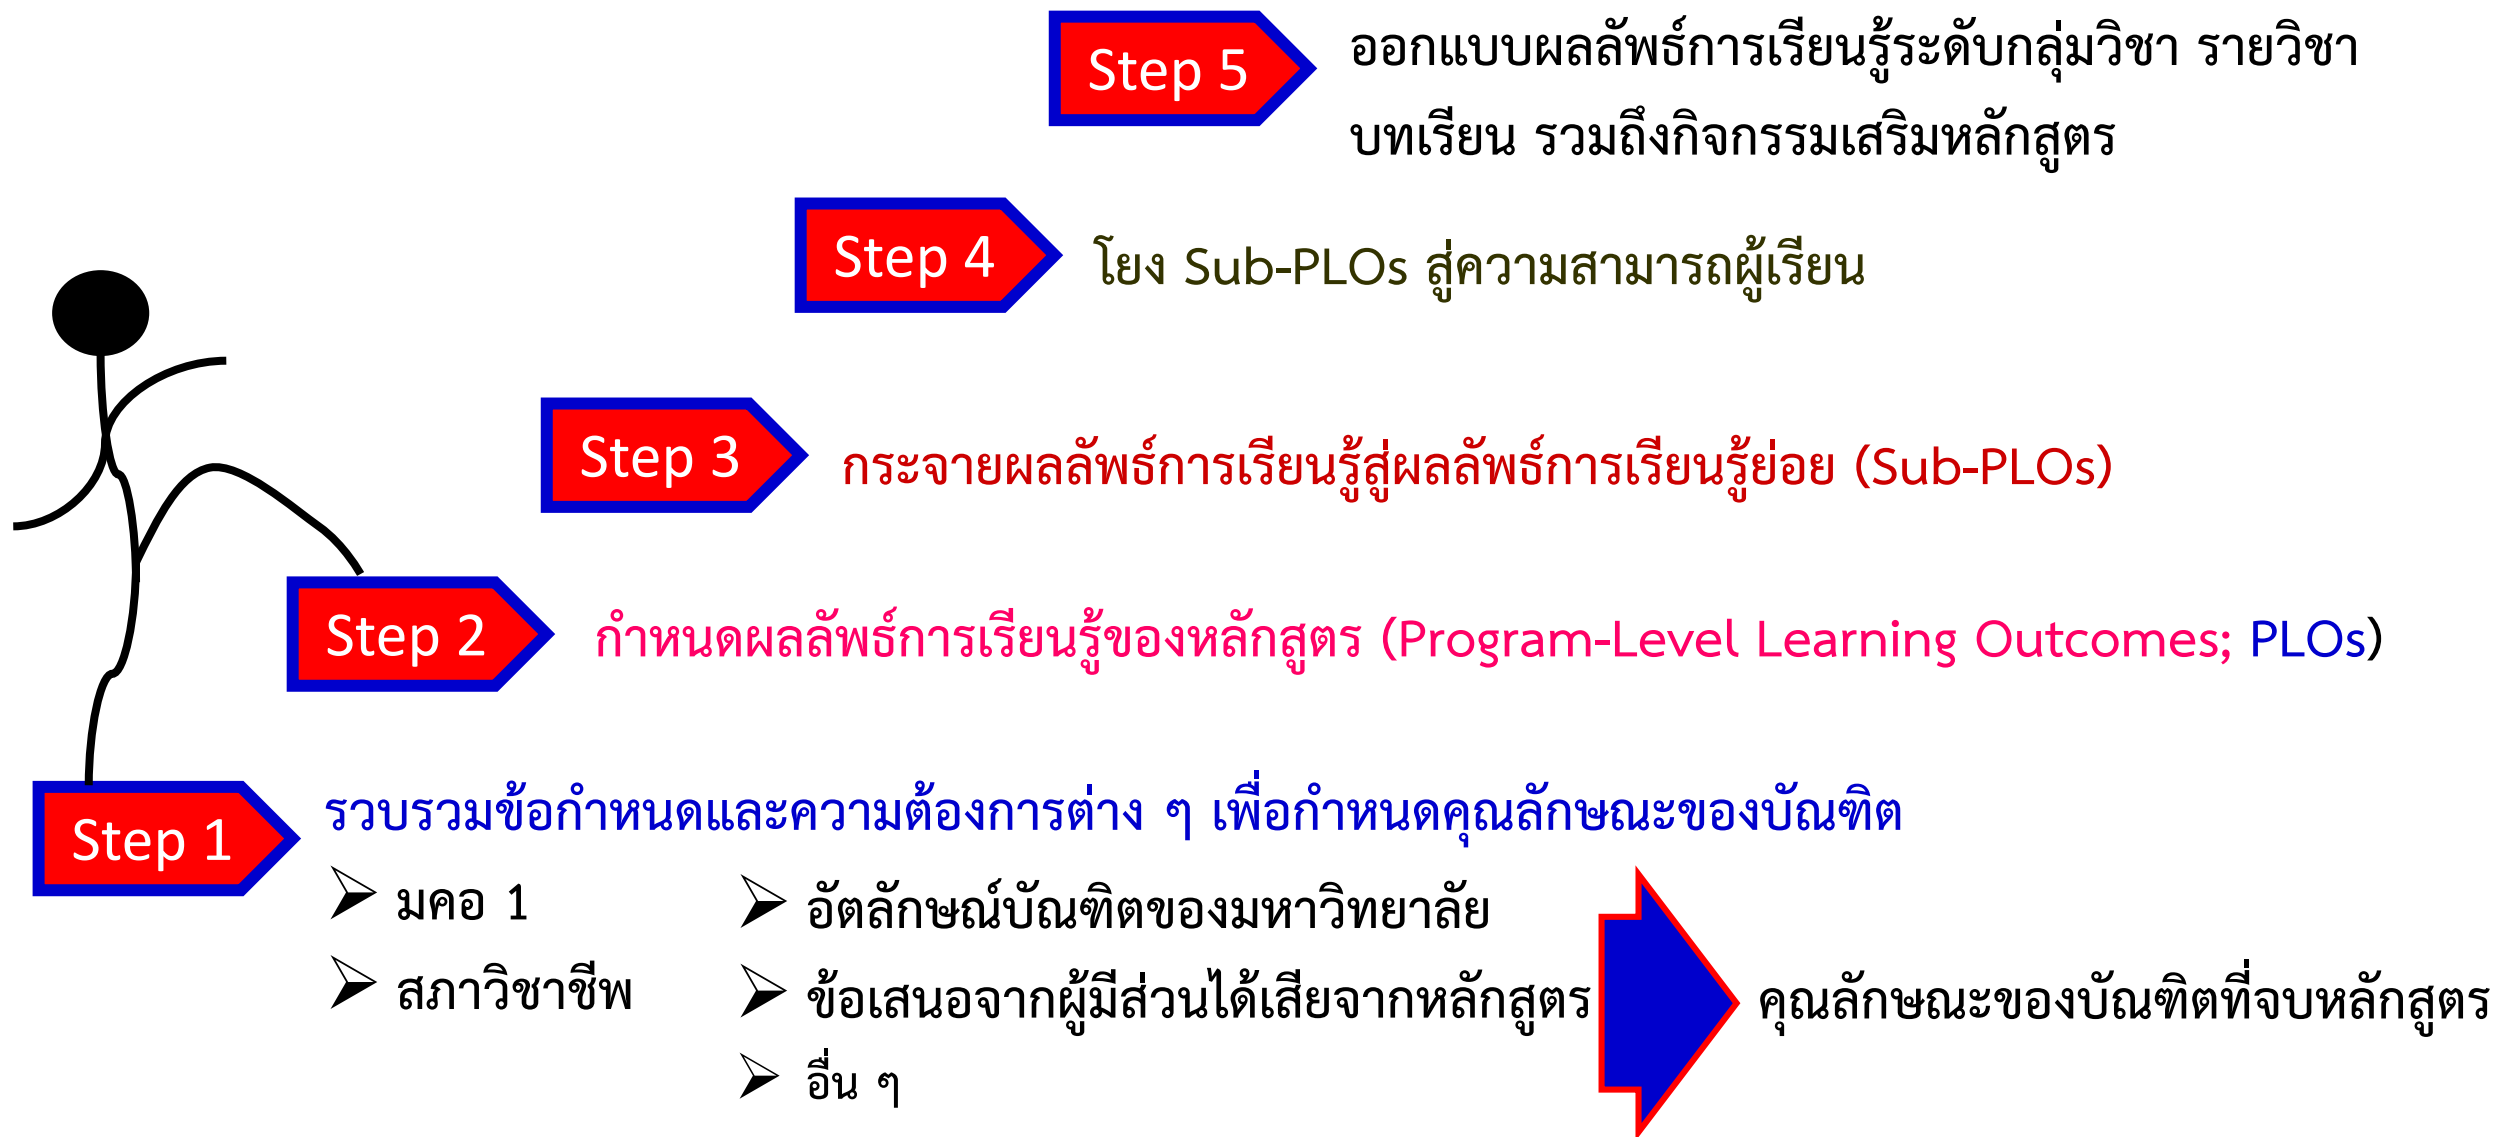 Step 5
ออกแบบผลลัพธ์การเรียนรู้ระดับกลุ่มวิชา รายวิชา
บทเรียน รวมถึงกิจกรรมเสริมหลักสูตร
Step 4
โยง Sub-PLOs สู่ความสามารถผู้เรียน
Step 3
กระจายผลลัพธ์การเรียนรู้สู่ผลลัพธ์การเรียนรู้ย่อย (Sub-PLOs)
Step 2
กำหนดผลลัพธ์การเรียนรู้ของหลักสูตร (Program-Level Learning Outcomes; PLOs)
Step 1
รวบรวมข้อกำหนดและความต้องการต่าง ๆ เพื่อกำหนดคุณลักษณะของบัณฑิต
มคอ 1
สภาวิชาชีพ
อัตลักษณ์บัณฑิตของมหาวิทยาลัย
ข้อเสนอจากผู้มีส่วนได้เสียจากหลักสูตร
อื่น ๆ
คุณลักษณะของบัณฑิตที่จบหลักสูตร